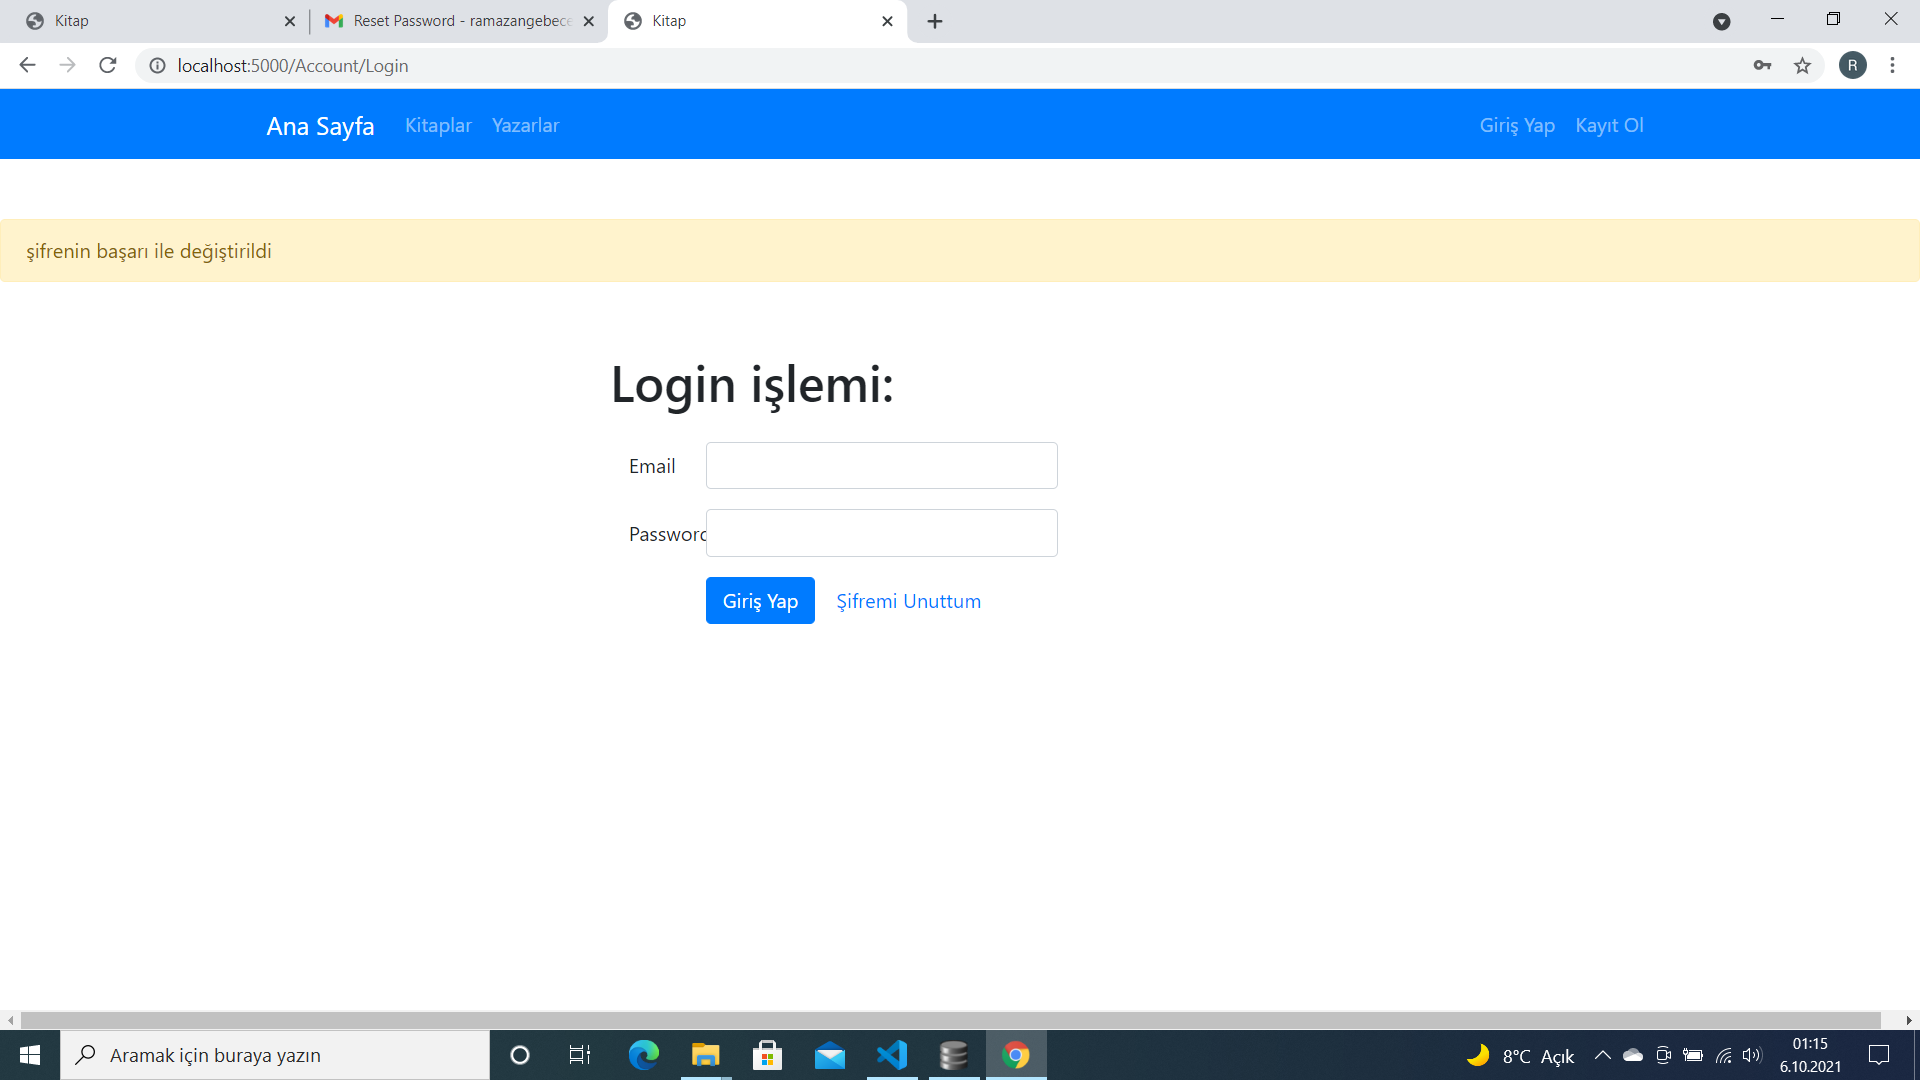 Kitap
Reset Password - ramazangebece
Kitap
localhost:5000/Account/Login
R
Ana Sayfa
Kitaplar
Yazarlar
Giriş Yap
Kayıt Ol
şifrenin başarı ile değiştirildi
Login işlemi:
Email
Password
Giriş Yap
Şifremi Unuttum
Aramak için buraya yazın
8°C Açık
01:15
6.10.2021